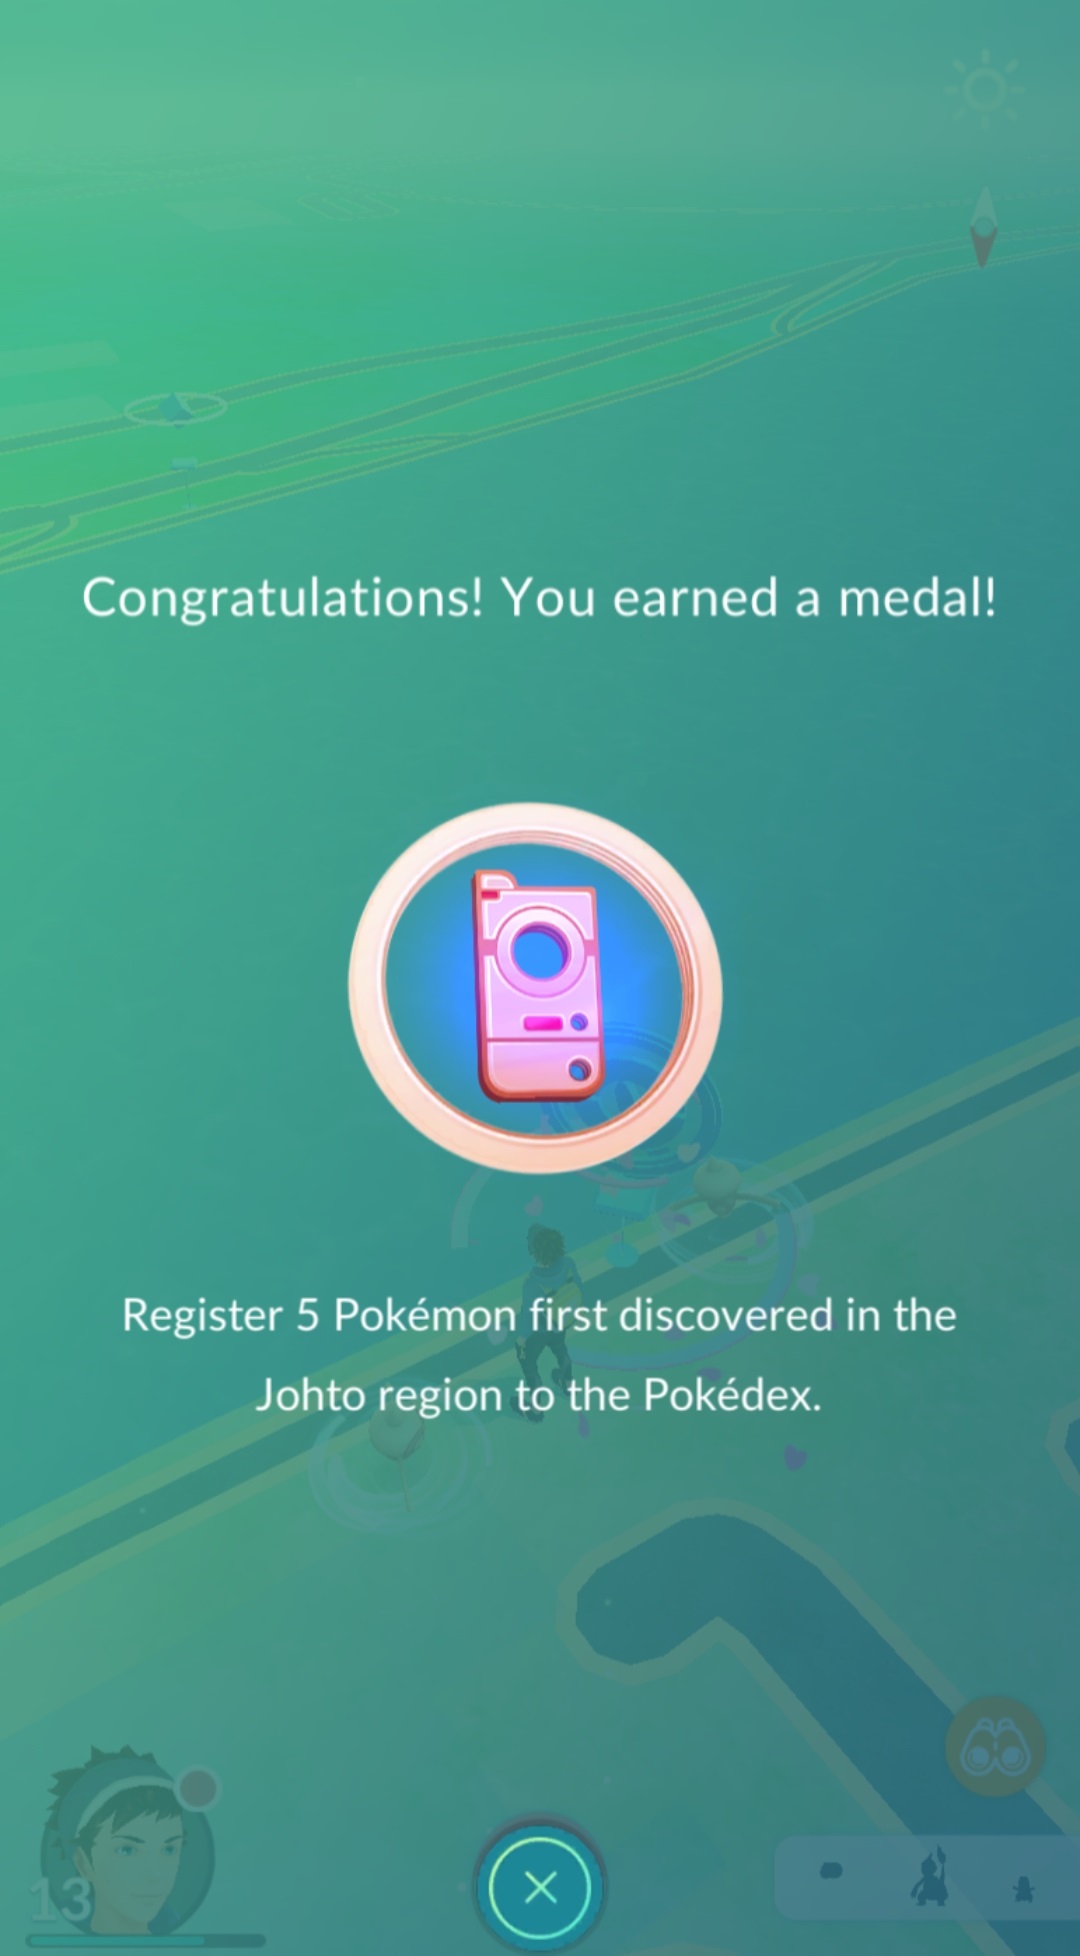 Congratulations! You earned a medal!
Register 5 Pokémon first discovered in the
Johto region to the Pokédex.
13